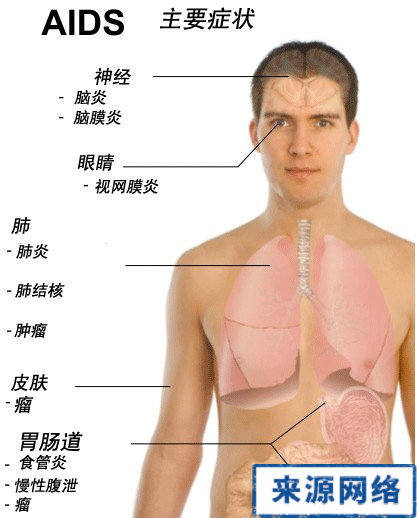 AIDS 主要症状
神经
- 脑炎
- 脑膜炎
眼睛
- 视网膜炎
肺
- 肺炎
- 肺结核
- 肿瘤
皮肤
- 瘤
胃肠道
- 食管炎
- 慢性腹泄
- 瘤
来源网络